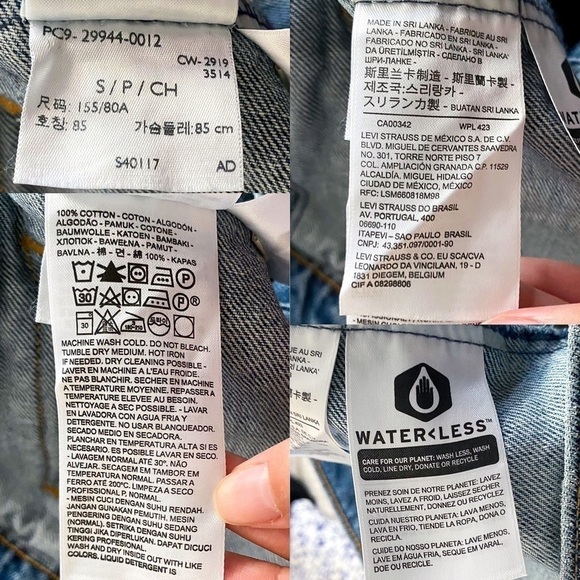 PC9- 29944-0012
CW-2919
3514
S / P / CH
尺码: 155/80A
호칭: 85 가슴둘레: 85 cm
S40117
AD
MADE IN SRI LANKA - FABRIQUE AU SRI
LANKA - FABRICADO EN SRI LANKA -
FABRICADO NO SRI LANKA - SRI LANKA
DA ÜRETİLMİŞTİR - СДЕЛАНО В
ШРИ-ЛАНКЕ -
斯里兰卡制造 - 斯里蘭卡製 -
제조국: 스리랑카 -
スリランカ製 - BUATAN SRI LANKA
CA00342 WPL 423
LEVI STRAUSS DE MÉXICO S.A. DE C.V.
BLVD. MIGUEL DE CERVANTES SAAVEDRA
NO. 301, TORRE NORTE PISO 7
COL. AMPLIACIÓN GRANADA C.P. 11529
ALCALDÍA. MIGUEL HIDALGO
CIUDAD DE MÉXICO, MÉXICO
RFC: LSM660818M98
LEVI STRAUSS DO BRASIL
AV. PORTUGAL, 400
06690-110
ITAPEVI – SAO PAULO BRASIL
CNPJ: 43.351.097/0001-90
LEVI STRAUSS & CO. EU SCA/CVA
LEONARDO DA VINCILAAN, 19 - D
1831 DIEGEM, BELGIUM
CIF A 08298806
100% COTTON - COTON - ALGODÓN
ALGODÃO - PAMUK - COTONE -
BAUMWOLLE - KATOEN - BAMBAKI -
ХЛОПОК - BAWEŁNA - PAMUT -
BAVLNA - 棉 - 면 - 綿 100% - KAPAS
30
P
30
MACHINE WASH COLD. DO NOT BLEACH.
TUMBLE DRY MEDIUM. HOT IRON
IF NEEDED. DRY CLEANING POSSIBLE -
LAVER EN MACHINE A L'EAU FROIDE.
NE PAS BLANCHIR. SECHER EN MACHINE
A TEMPERATURE MOYENNE. REPASSER A
TEMPERATURE ELEVEE AU BESOIN.
NETTOYAGE A SEC POSSIBLE - LAVAR
EN LAVADORA CON AGUA FRIA Y
DETERGENTE. NO USAR BLANQUEADOR.
SECADO EN MAQUINA MEDIO.
PLANCHAR EN TEMPERATURA ALTA SI ES
NECESARIO. ES POSIBLE LAVAR EN SECO.
- LAVAGEM NORMAL ATÉ 30°. NÃO
ALVEJAR. SECAGEM EM TAMBOR EM
TEMPERATURA NORMAL. PASSAR A
FERRO ATÉ 200°C. LIMPEZA A SECO
PROFISSIONAL P, NORMAL
- MESIN CUCI DENGAN SUHU RENDAH.
JANGAN GUNAKAN PEMUTIH. MESIN
PENGERING DENGAN SUHU SEDANG
(NORMAL). SETRIKA DENGAN SUHU
TINGGI JIKA DIPERLUKAN. DAPAT DICUCI
KERING PROFESIONAL
WASH AND DRY INSIDE OUT WITH LIKE
COLORS. LIQUID DETERGENT IS
WATER<LESS™
CARE FOR OUR PLANET: WASH LESS, WASH
COLD, LINE DRY, DONATE OR RECYCLE
PRENEZ SOIN DE NOTRE PLANÈTE: LAVEZ
MOINS, LAVEZ À FROID, LAISSEZ SÉCHER
NATURELLEMENT, DONNEZ OU RECYCLEZ
CUIDA NUESTRO PLANETA: LAVA MENOS,
LAVA EN FRÍO, TIENDE LA ROPA, DONA O
RECICLA.
CUIDE DO NOSSO PLANETA: LAVE MENOS,
LAVE EM ÁGUA FRIA, SEQUE EM VARAL,
DOE OU RECICLE